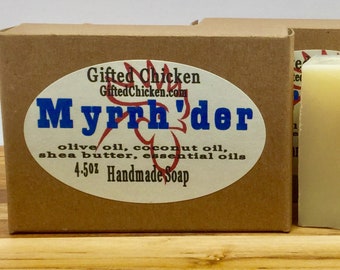 Gifted Chicken
GiftedChicken.com
Myrrh'der
olive oil, coconut oil,
shea butter, essential oils
4.5oz Handmade Soap